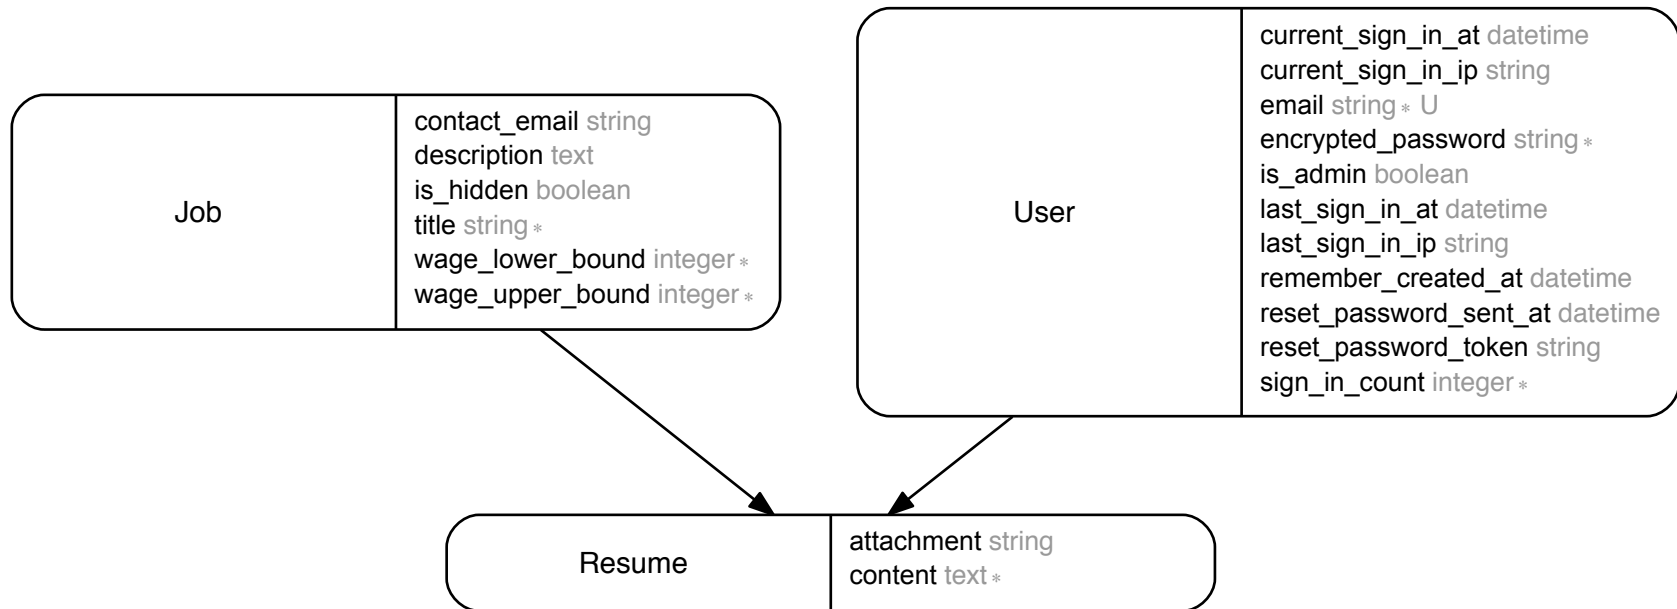 Job
contact_email string
description text
is_hidden boolean
title string *
wage_lower_bound integer *
wage_upper_bound integer *
User
current_sign_in_at datetime
current_sign_in_ip string
email string * U
encrypted_password string *
is_admin boolean
last_sign_in_at datetime
last_sign_in_ip string
remember_created_at datetime
reset_password_sent_at datetime
reset_password_token string
sign_in_count integer *
Resume
attachment string
content text *